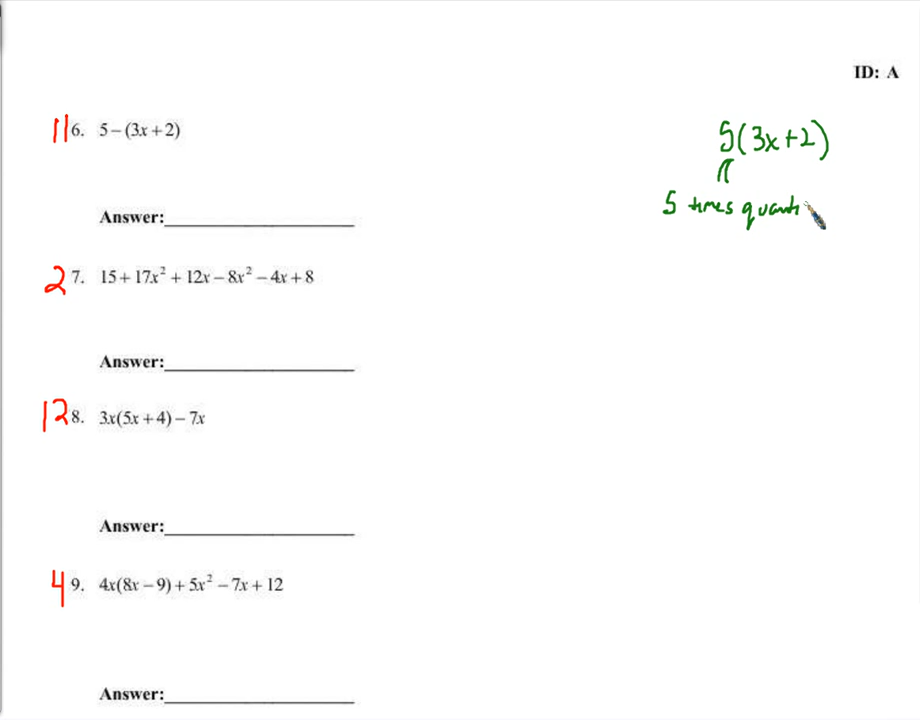 ID: A
11 6. 5 – (3x + 2)
5(3x+2)
5 times quanti
Answer:
2 7. 15 + 17x² + 12x – 8x² – 4x + 8
Answer:
12 8. 3x(5x + 4) – 7x
Answer:
4 9. 4x(8x – 9) + 5x² – 7x + 12
Answer: